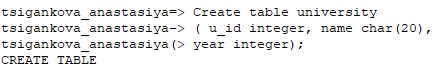 tsigankova_anastasiya=> Create table university
tsigankova_anastasiya-> ( u_id integer, name char(20),
tsigankova_anastasiya(> year integer);
CREATE TABLE